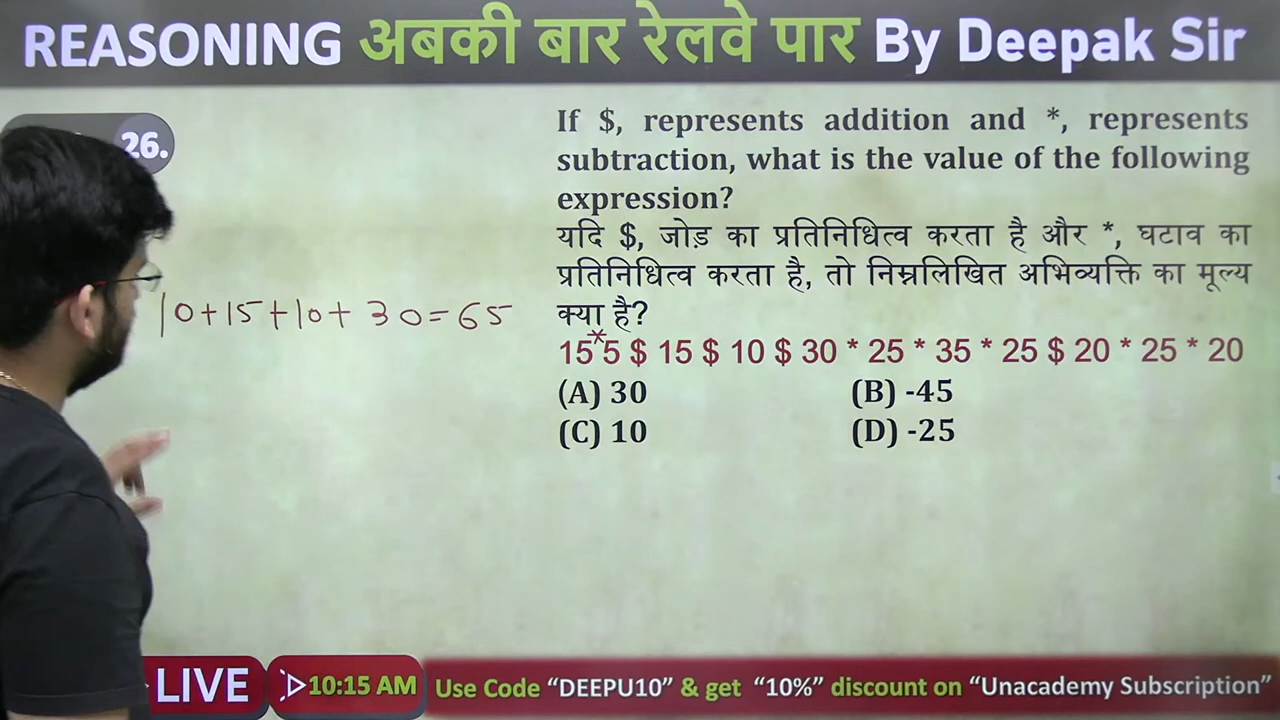 REASONING अबकी बार रेलवे पार By Deepak Sir
26.
If $, represents addition and *, represents
subtraction, what is the value of the following
expression?
यदि $, जोड़ का प्रतिनिधित्व करता है और *, घटाव का
प्रतिनिधित्व करता है, तो निम्नलिखित अभिव्यक्ति का मूल्य
क्या है?
10+15+10+30=65
15*5 $ 15 $ 10 $ 30 * 25 * 35 * 25 $ 20 * 25 * 20
(A) 30 (B) -45
(C) 10 (D) -25
LIVE 10:15 AM Use Code “DEEPU10” & get “10%” discount on “Unacademy Subscription”